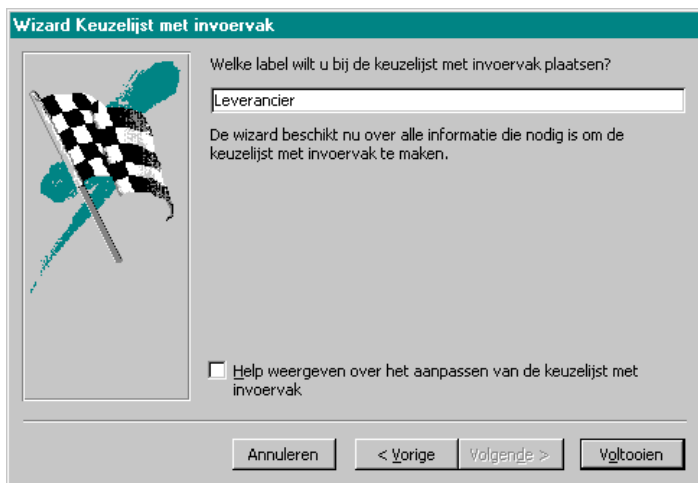 Wizard Keuzelijst met invoervak
Welke label wilt u bij de keuzelijst met invoervak plaatsen?
Leverancier
De wizard beschikt nu over alle informatie die nodig is om de
keuzelijst met invoervak te maken.
Help weergeven over het aanpassen van de keuzelijst met
invoervak
Annuleren < Vorige Volgende > Voltooien